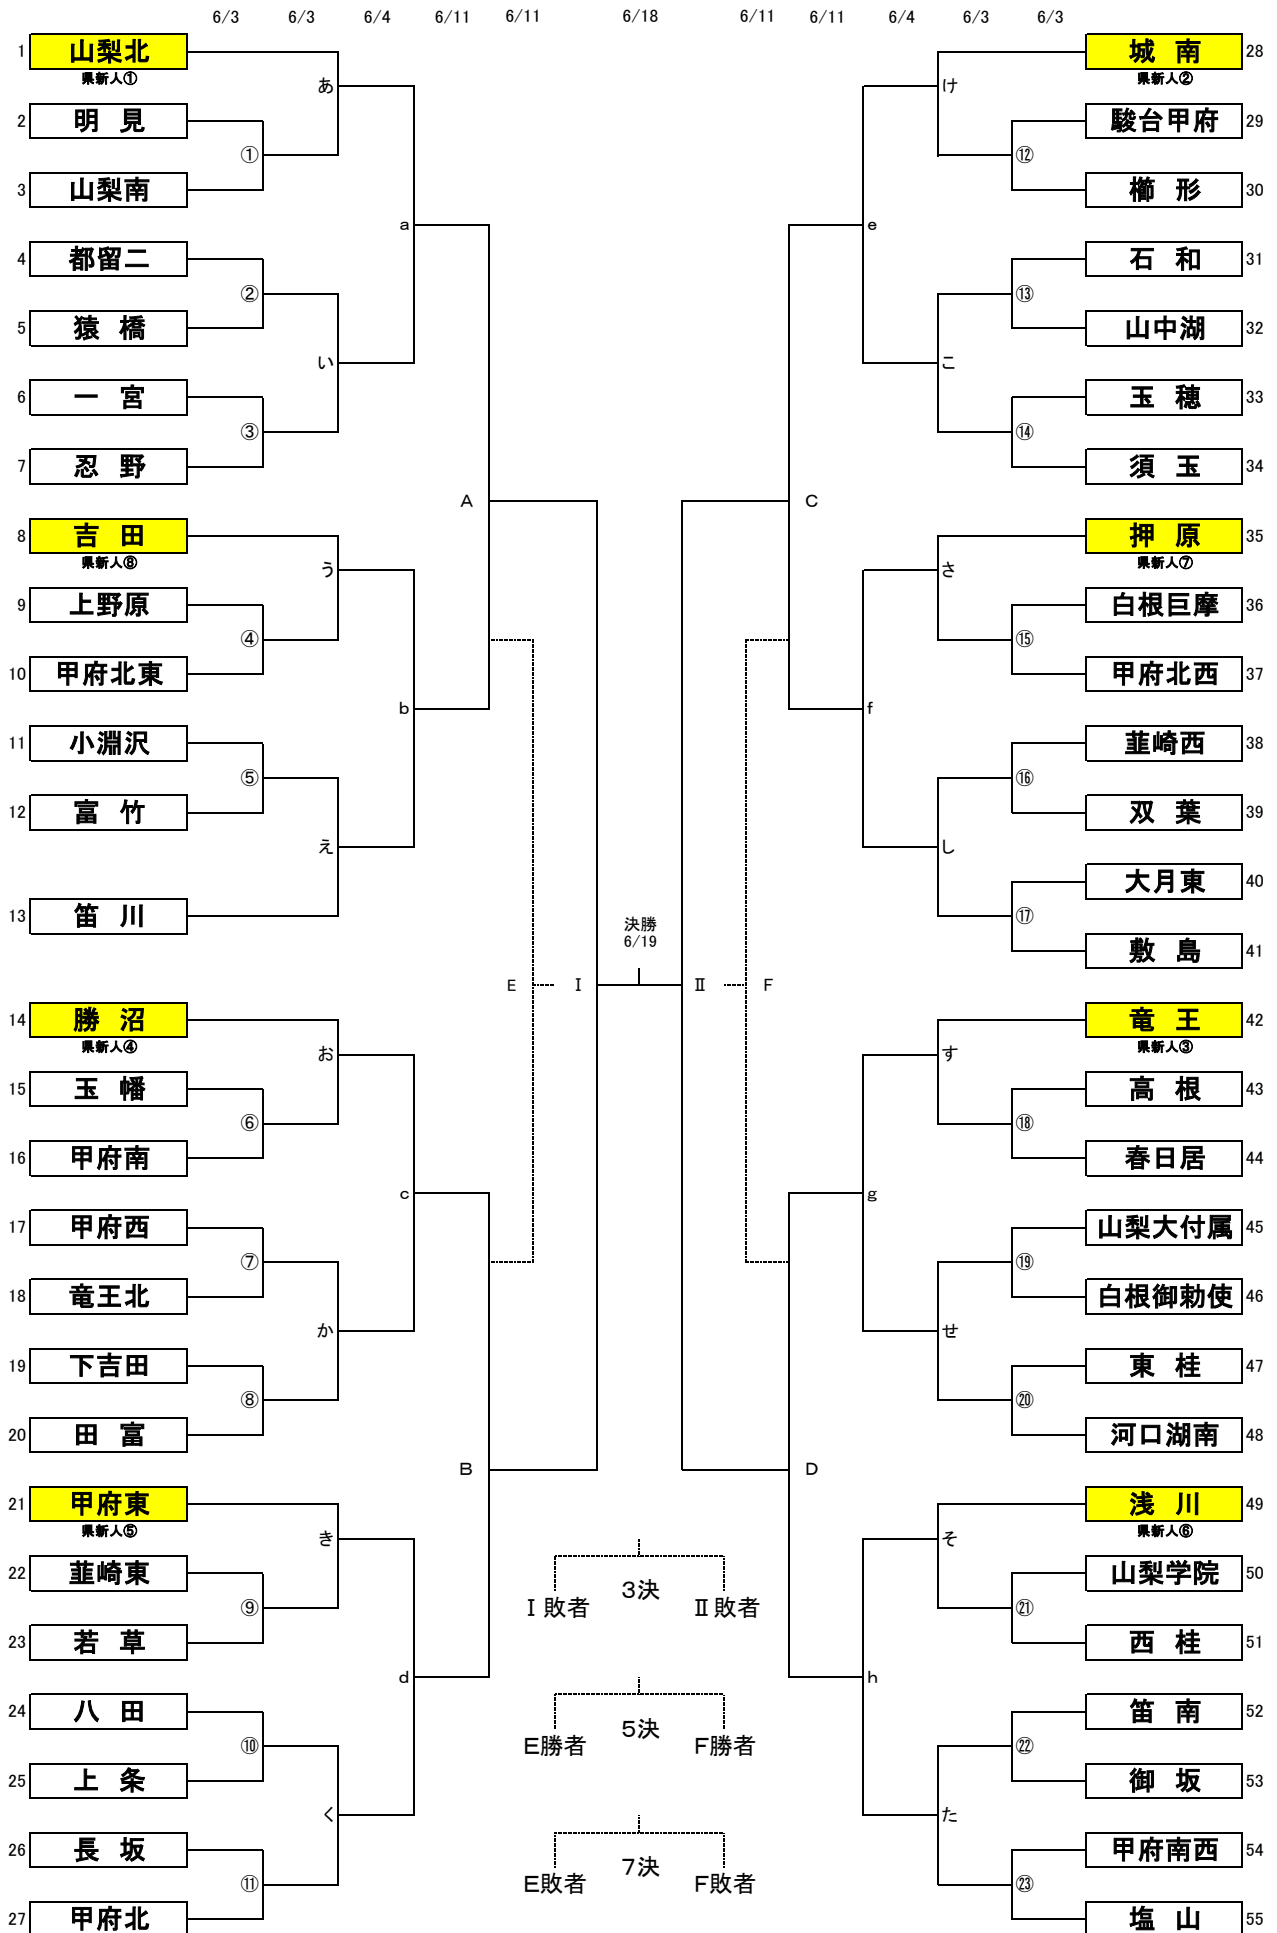 6/3 6/3 6/4 6/11 6/11 6/18 6/11 6/11 6/4 6/3 6/3
1 山梨北
県新人①
2 明見
3 山梨南
4 都留二
5 猿橋
6 一宮
7 忍野
8 吉田
県新人⑧
9 上野原
10 甲府北東
11 小淵沢
12 富竹
13 笛川
14 勝沼
県新人④
15 玉幡
16 甲府南
17 甲府西
18 竜王北
19 下吉田
20 田富
21 甲府東
県新人⑤
22 韮崎東
23 若草
24 八田
25 上条
26 長坂
27 甲府北
①
②
③
④
⑤
⑥
⑦
⑧
⑨
⑩
⑪
あ
い
う
え
お
か
き
く
a
b
c
d
A
B
E
Ⅰ
決勝
6/19
Ⅱ
F
C
D
e
f
g
h
け
こ
さ
し
す
せ
そ
た
⑫
⑬
⑭
⑮
⑯
⑰
⑱
⑲
⑳
㉑
㉒
㉓
城南 28
県新人②
駿台甲府 29
櫛形 30
石和 31
山中湖 32
玉穂 33
須玉 34
押原 35
県新人⑦
白根巨摩 36
甲府北西 37
韮崎西 38
双葉 39
大月東 40
敷島 41
竜王 42
県新人③
高根 43
春日居 44
山梨大付属 45
白根御勅使 46
東桂 47
河口湖南 48
浅川 49
県新人⑥
山梨学院 50
西桂 51
笛南 52
御坂 53
甲府南西 54
塩山 55
3決
Ⅰ敗者 Ⅱ敗者
5決
E勝者 F勝者
7決
E敗者 F敗者